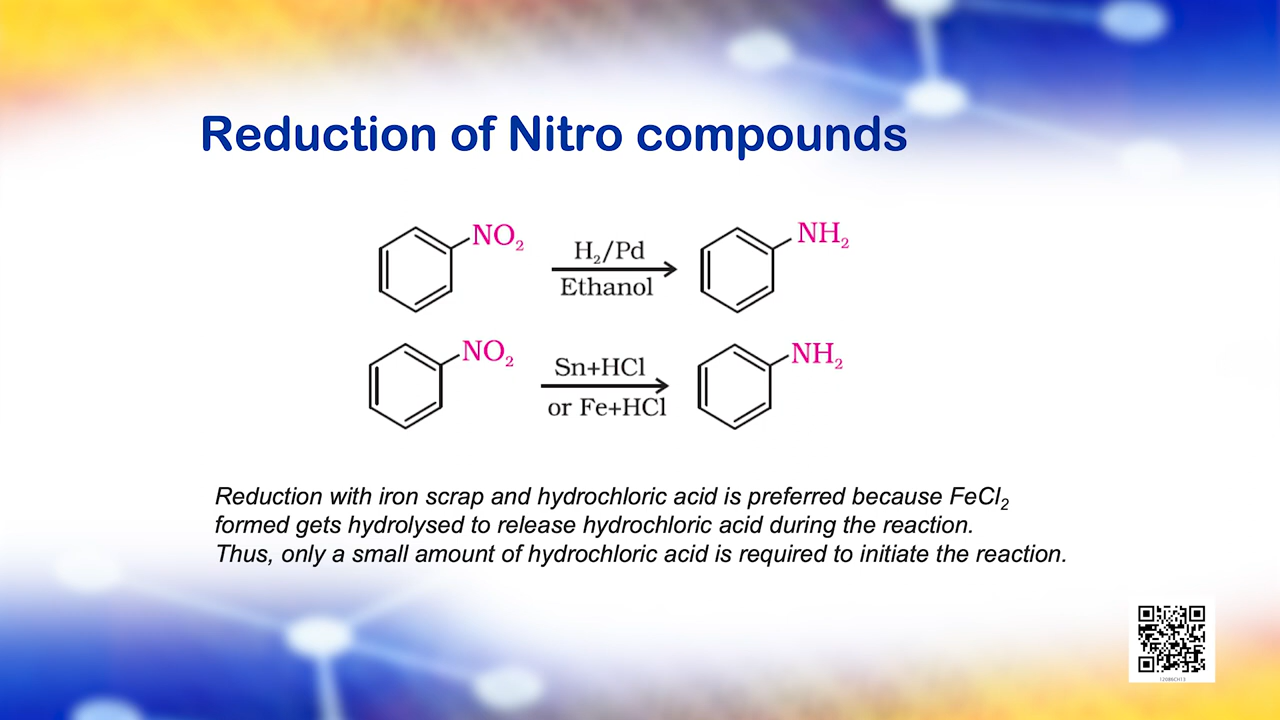 Reduction of Nitro compounds
NO₂ H₂/Pd NH₂
Ethanol
NO₂ Sn+HCl NH₂
or Fe+HCl
Reduction with iron scrap and hydrochloric acid is preferred because FeCl₂
formed gets hydrolysed to release hydrochloric acid during the reaction.
Thus, only a small amount of hydrochloric acid is required to initiate the reaction.